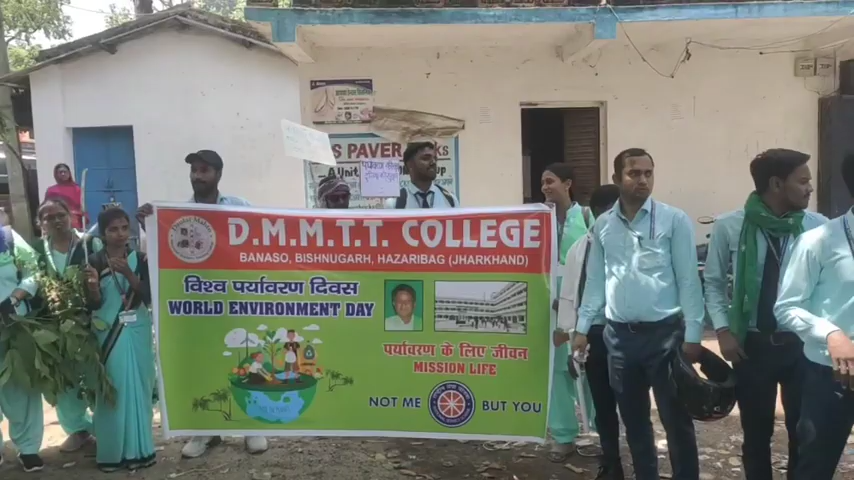 S PAVER
D.M.M.T.T. COLLEGE
BANASO, BISHNUGARH, HAZARIBAG (JHARKHAND)
विश्व पर्यावरण दिवस
WORLD ENVIRONMENT DAY
पर्यावरण के लिए जीवन
MISSION LIFE
NOT ME BUT YOU